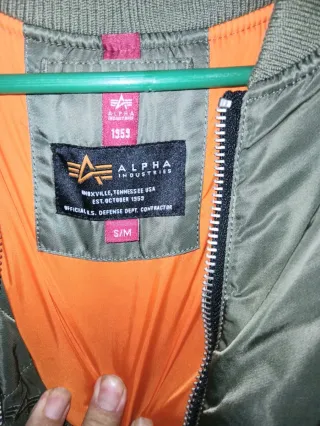 ALPHA
INDUSTRIES
1959
ALPHA
INDUSTRIES
KNOXVILLE, TENNESSEE USA
EST. OCTOBER 1959
OFFICIAL U.S. DEFENSE DEPT. CONTRACTOR
S/M